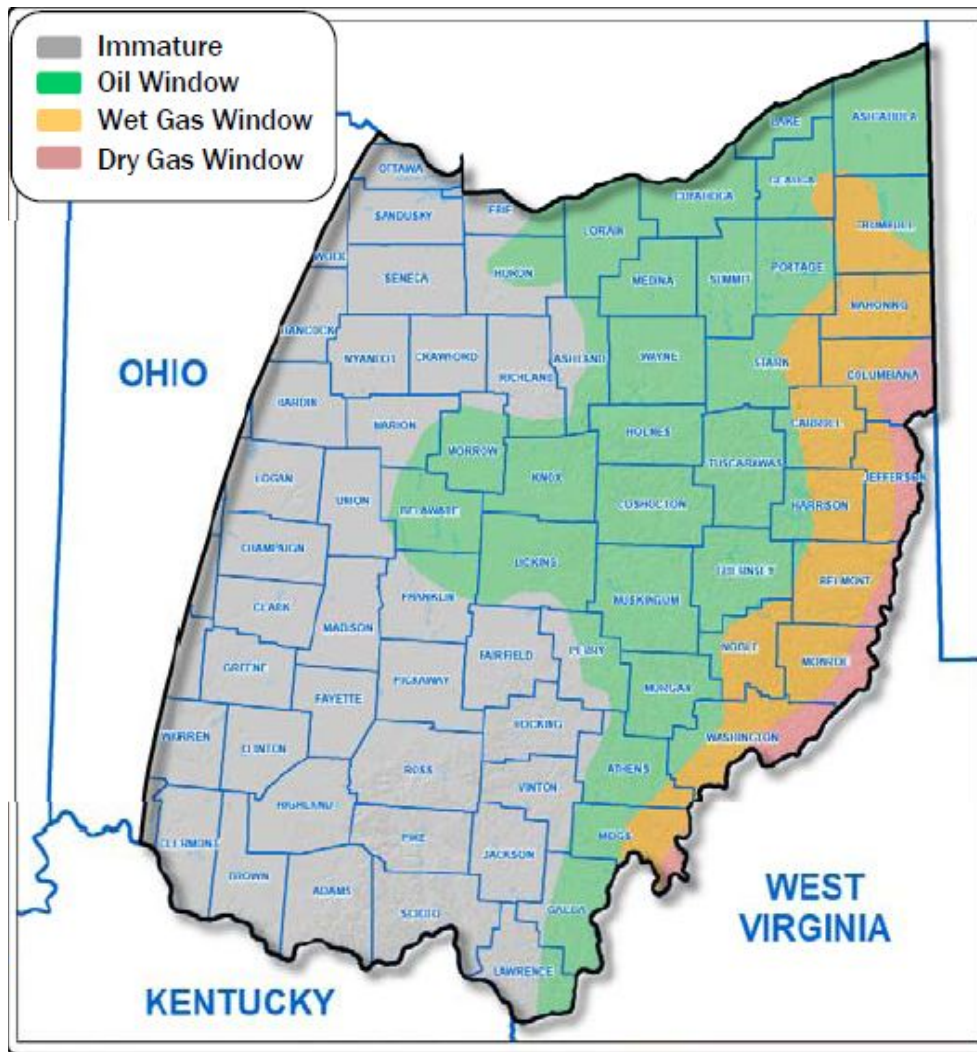 Immature
Oil Window
Wet Gas Window
Dry Gas Window
LAKE
ASHTABULA
OTTAWA
GEAUGA
CUYAHOGA
ERIE
SANDUSKY
LORAIN
TRUMBULL
WOOD
HURON
PORTAGE
SENECA
MEDINA
SUMMIT
MAHONING
HANCOCK
OHIO
WYANDOT
CRAWFORD
ASHLAND
WAYNE
STARK
RICHLAND
COLUMBIANA
HARDIN
MARION
CARROLL
HOLMES
MORROW
TUSCARAWAS
LOGAN
KNOX
JEFFERSON
UNION
DELAWARE
COSHOCTON
HARRISON
CHAMPAIGN
LICKING
GUERNSEY
BELMONT
FRANKLIN
MUSKINGUM
CLARK
MADISON
PERRY
NOBLE
FAIRFIELD
MONROE
GREENE
PICKAWAY
MORGAN
FAYETTE
HOCKING
WARREN
WASHINGTON
CLINTON
ROSS
ATHENS
VINTON
HIGHLAND
PIKE
MEIGS
CLERMONT
JACKSON
BROWN
ADAMS
WEST
VIRGINIA
SCIOTO
GALLIA
LAWRENCE
KENTUCKY